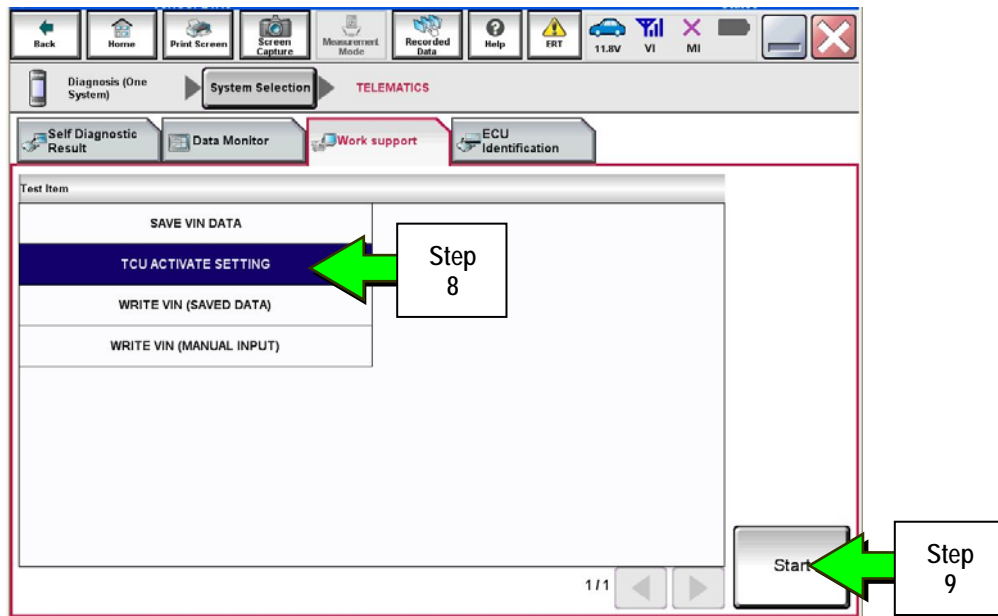 Back
Home
Print Screen
Screen
Capture
Measurement
Mode
Recorded
Data
Help
ERT
11.8V
VI
MI
Diagnosis (One
System)
System Selection
TELEMATICS
Self Diagnostic
Result
Data Monitor
Work support
ECU
Identification
Test Item
SAVE VIN DATA
TCU ACTIVATE SETTING
WRITE VIN (SAVED DATA)
WRITE VIN (MANUAL INPUT)
Step
8
Start
Step
9
1/1